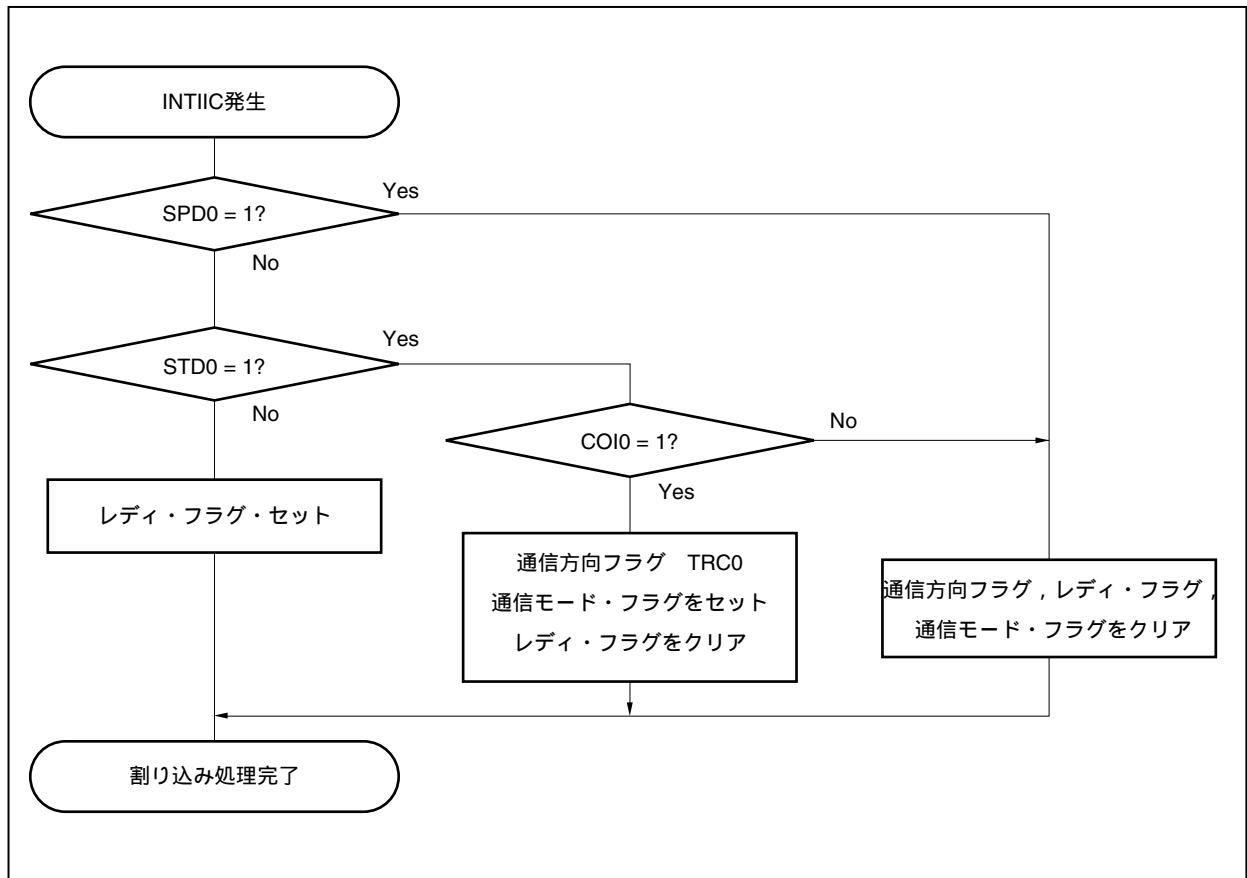 INTIIC発生
SPD0 = 1?
Yes
No
STD0 = 1?
Yes
No
COI0 = 1?
No
Yes
レディ・フラグ・セット
通信方向フラグ　TRC0
通信モード・フラグをセット
レディ・フラグをクリア
通信方向フラグ，レディ・フラグ，
通信モード・フラグをクリア
割り込み処理完了